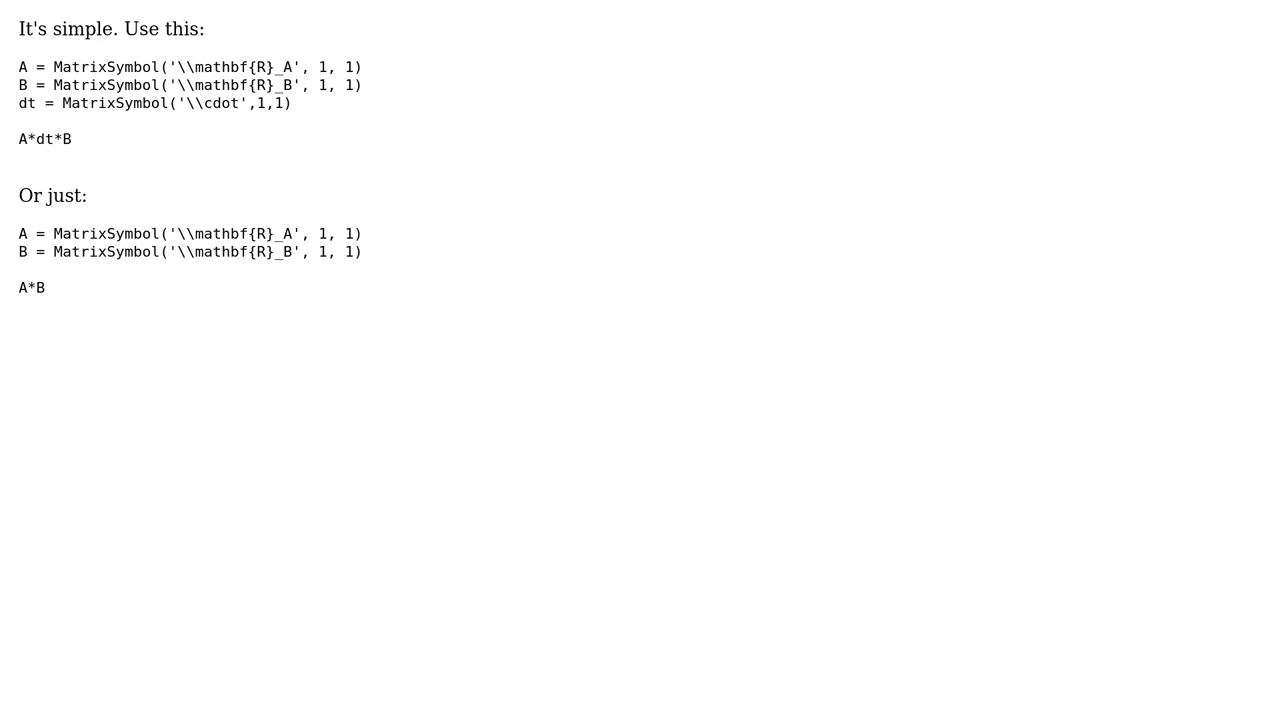 It's simple. Use this:
A = MatrixSymbol('\\mathbf{R}_A', 1, 1)
B = MatrixSymbol('\\mathbf{R}_B', 1, 1)
dt = MatrixSymbol('\\cdot',1,1)
A*dt*B
Or just:
A = MatrixSymbol('\\mathbf{R}_A', 1, 1)
B = MatrixSymbol('\\mathbf{R}_B', 1, 1)
A*B